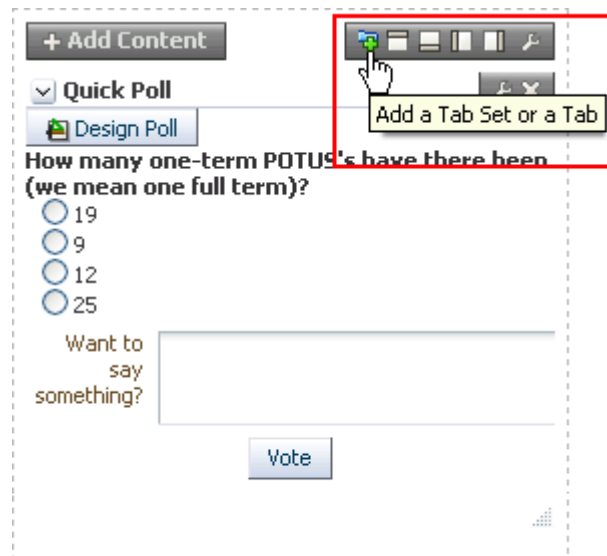 + Add Content
Quick Poll
Add a Tab Set or a Tab
Design Poll
How many one-term POTUS's have there been
(we mean one full term)?
19
9
12
25
Want to
say
something?
Vote